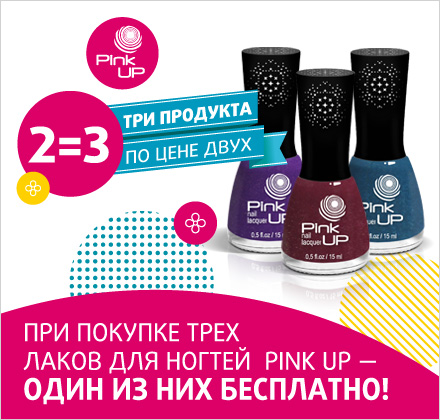 Pink
UP
2=3
ТРИ ПРОДУКТА
ПО ЦЕНЕ ДВУХ
Pink
nail
lacquer
UP
0,5 fl.oz / 15 ml
Pink
nail
lacquer
UP
0,5 fl.oz / 15 ml
Pink
UP
0,5 fl.oz / 15 ml
ПРИ ПОКУПКЕ ТРЕХ
ЛАКОВ ДЛЯ НОГТЕЙ PINK UP —
ОДИН ИЗ НИХ БЕСПЛАТНО!